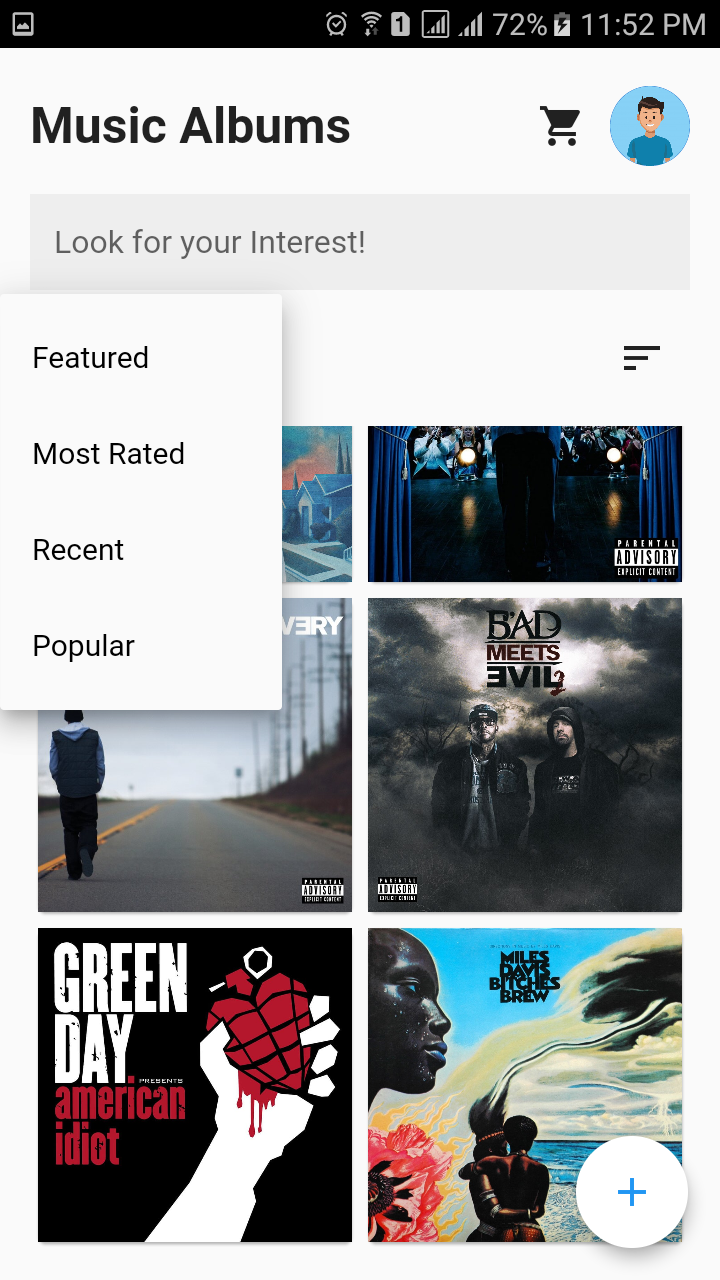 1 72% 11:52 PM
Music Albums
Look for your Interest!
Featured
Most Rated
Recent
Popular
PARENTAL
ADVISORY
EXPLICIT CONTENT
VERY
BAD
MEETS
EVIL
2
PARENTAL
ADVISORY
EXPLICIT CONTENT
PARENTAL
ADVISORY
EXPLICIT CONTENT
GREEN
DAY
PRESENTS
american
idiot
MILES
DAVIS
BITCHES
BREW